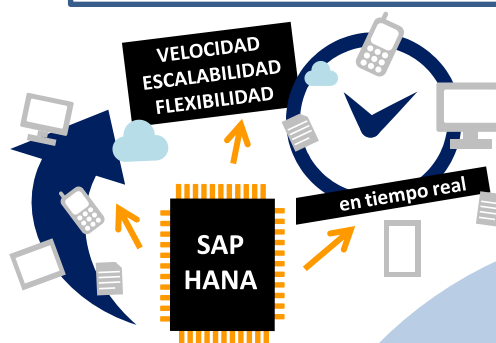 VELOCIDAD
ESCALABILIDAD
FLEXIBILIDAD
en tiempo real
SAP
HANA